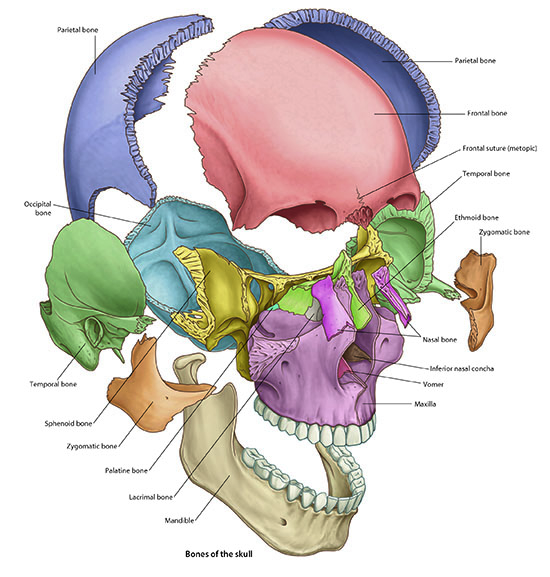 Parietal bone
Parietal bone
Frontal bone
Frontal suture (metopic)
Temporal bone
Occipital
bone
Ethmoid bone
Zygomatic bone
Nasal bone
Inferior nasal concha
Vomer
Temporal bone
Maxilla
Sphenoid bone
Zygomatic bone
Palatine bone
Lacrimal bone
Mandible
Bones of the skull